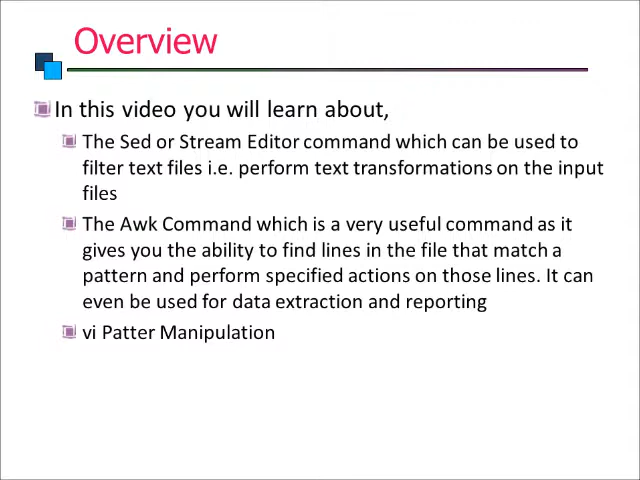 Overview
In this video you will learn about,
The Sed or Stream Editor command which can be used to
filter text files i.e. perform text transformations on the input
files
The Awk Command which is a very useful command as it
gives you the ability to find lines in the file that match a
pattern and perform specified actions on those lines. It can
even be used for data extraction and reporting
vi Patter Manipulation